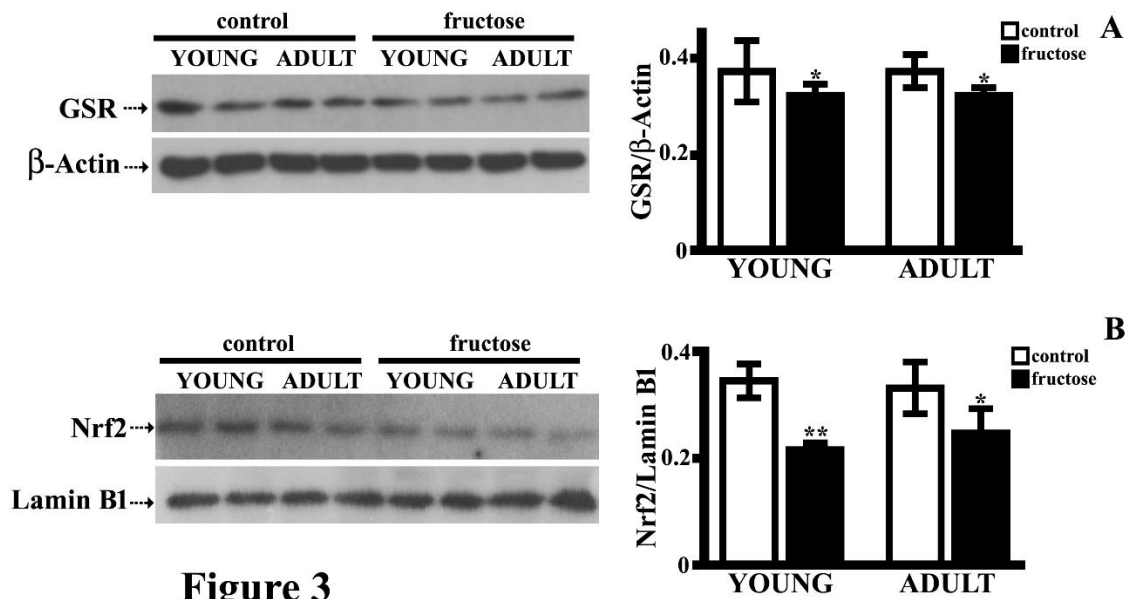 control fructose
YOUNG ADULT YOUNG ADULT
GSR
β-Actin
A
control
fructose
GSR/β-Actin
0.4
0.2
0
* *
YOUNG ADULT
control fructose
YOUNG ADULT YOUNG ADULT
Nrf2
Lamin B1
B
control
fructose
Nrf2/Lamin B1
0.4
0.2
0
** *
YOUNG ADULT
Figure 3